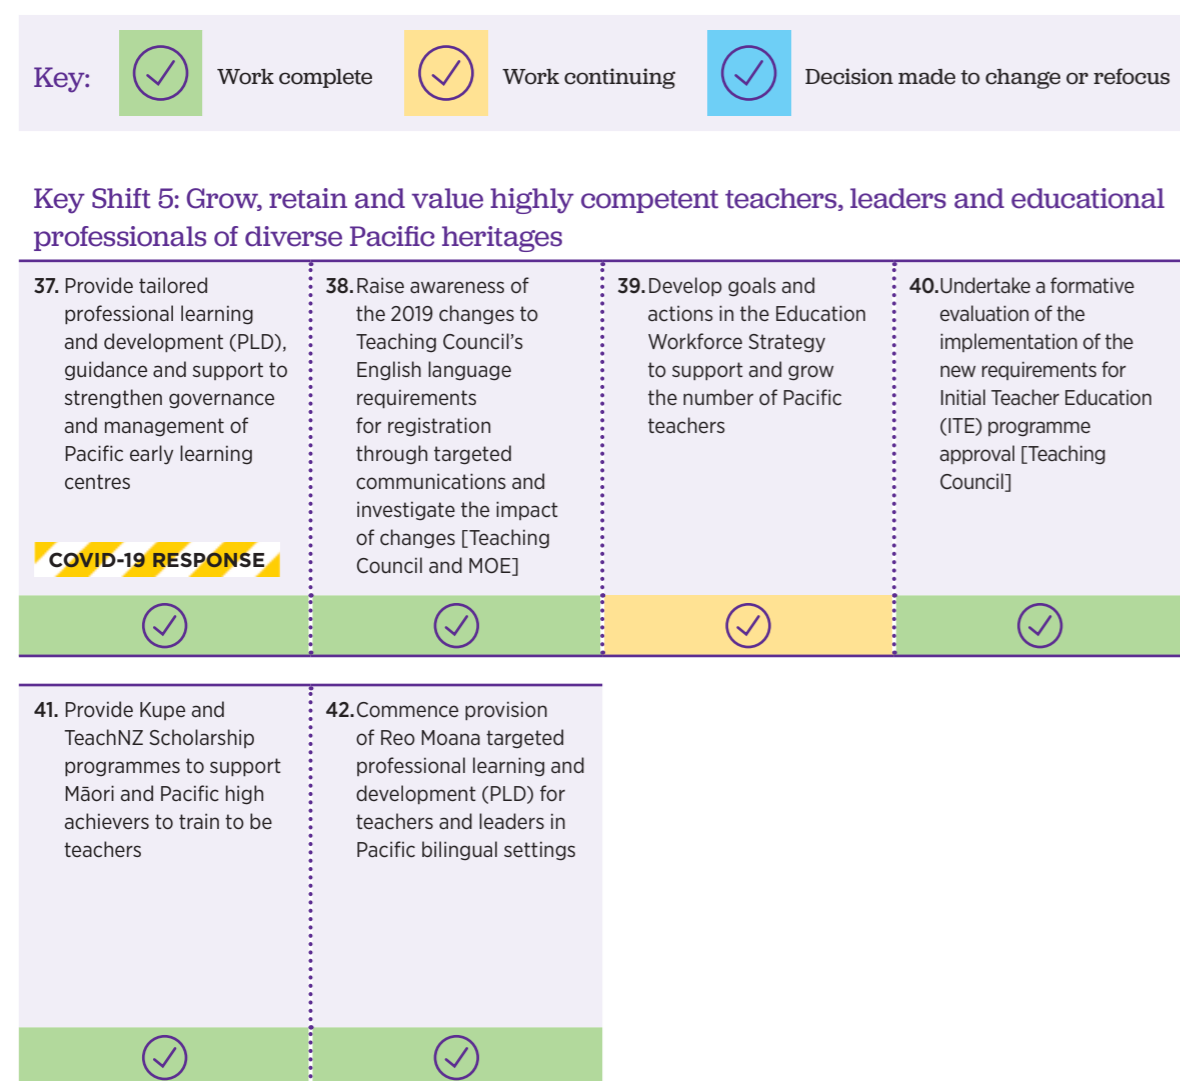 Key:
Work complete
Work continuing
Decision made to change or refocus
Key Shift 5: Grow, retain and value highly competent teachers, leaders and educational
professionals of diverse Pacific heritages
37. Provide tailored
professional learning
and development (PLD),
guidance and support to
strengthen governance
and management of
Pacific early learning
centres
COVID-19 RESPONSE
38. Raise awareness of
the 2019 changes to
Teaching Council’s
English language
requirements
for registration
through targeted
communications and
investigate the impact
of changes [Teaching
Council and MOE]
39. Develop goals and
actions in the Education
Workforce Strategy
to support and grow
the number of Pacific
teachers
40. Undertake a formative
evaluation of the
implementation of the
new requirements for
Initial Teacher Education
(ITE) programme
approval [Teaching
Council]
41. Provide Kupe and
TeachNZ Scholarship
programmes to support
Māori and Pacific high
achievers to train to be
teachers
42. Commence provision
of Reo Moana targeted
professional learning and
development (PLD) for
teachers and leaders in
Pacific bilingual settings